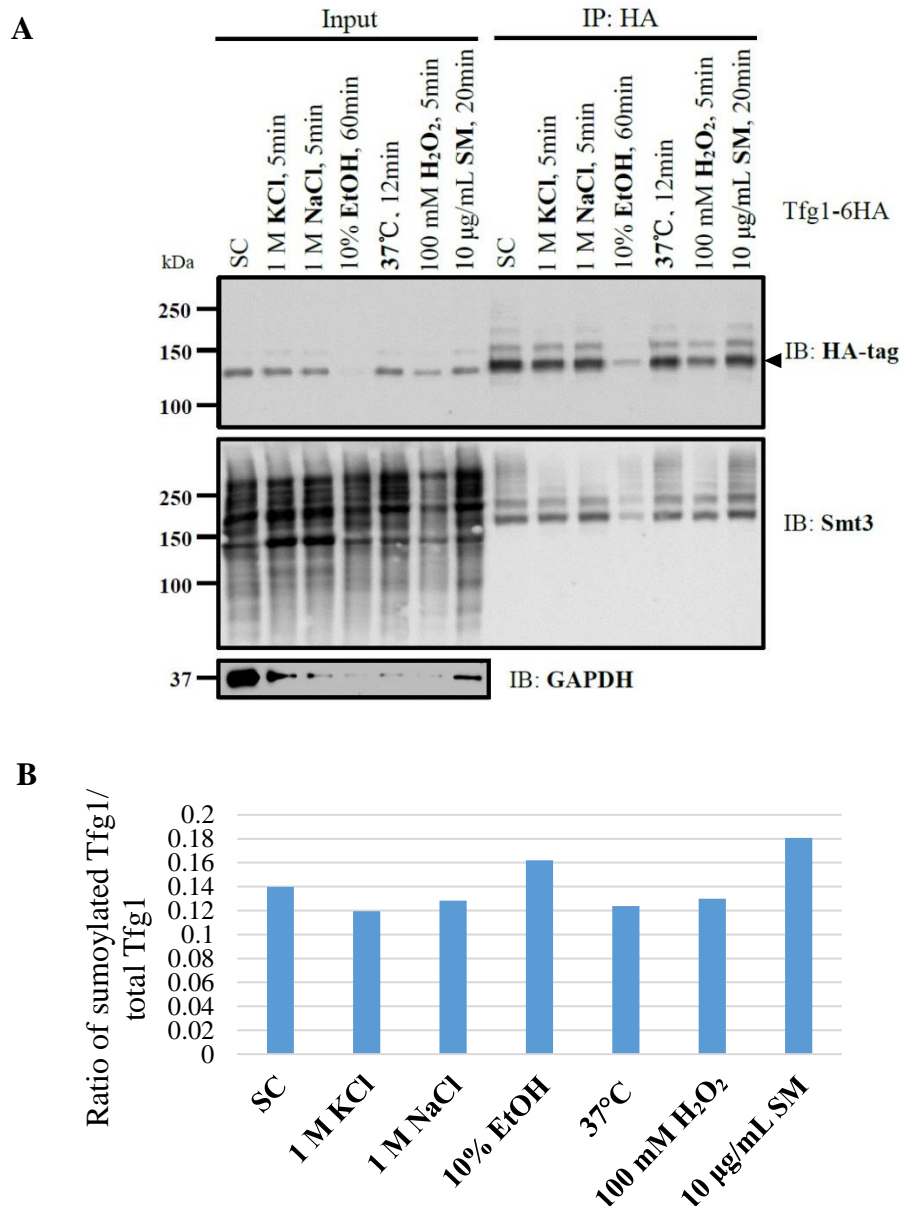 A
Input
IP: HA
SC
1 M KCl, 5min
1 M NaCl, 5min
10% EtOH, 60min
37℃, 12min
100 mM H₂O₂, 5min
10 µg/mL SM, 20min
SC
1 M KCl, 5min
1 M NaCl, 5min
10% EtOH, 60min
37℃, 12min
100 mM H₂O₂, 5min
10 µg/mL SM, 20min
Tfg1-6HA
kDa
250
150
100
IB: HA-tag
250
150
100
IB: Smt3
37
IB: GAPDH
B
Ratio of sumoylated Tfg1/
total Tfg1
0.2
0.18
0.16
0.14
0.12
0.1
0.08
0.06
0.04
0.02
0
SC
1 M KCl
1 M NaCl
10% EtOH
37°C
100 mM H₂O₂
10 µg/mL SM